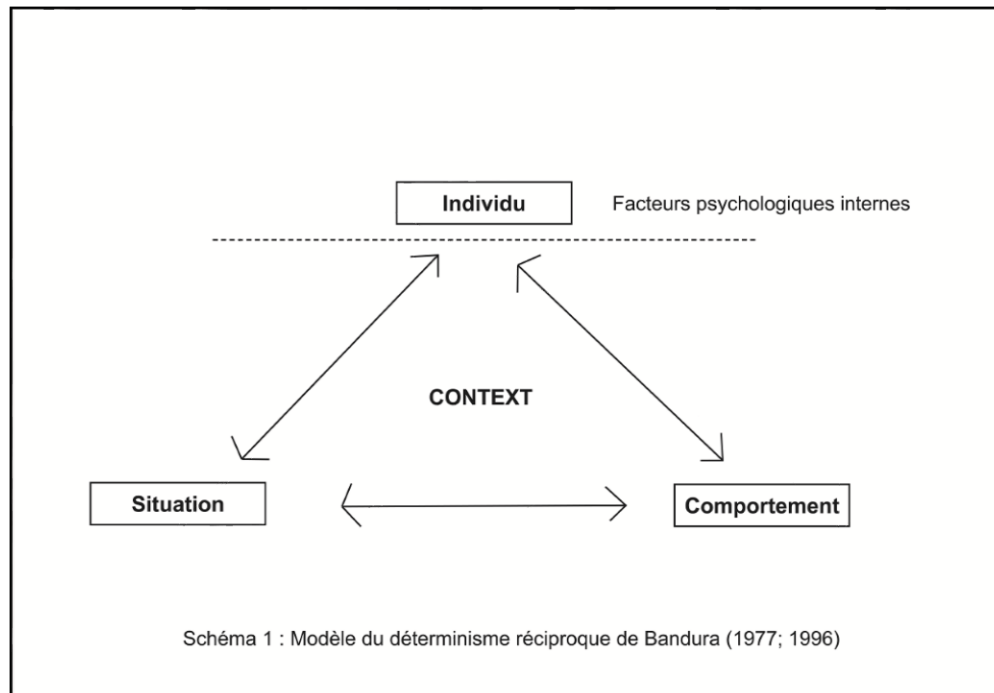 Individu
Facteurs psychologiques internes
CONTEXT
Situation
Comportement
Schéma 1 : Modèle du déterminisme réciproque de Bandura (1977; 1996)